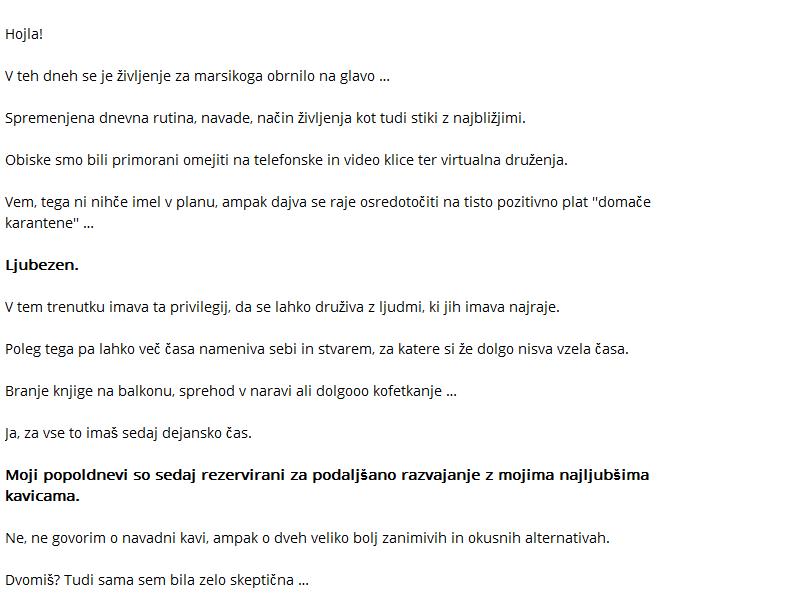 Hojla!
V teh dneh se je življenje za marsikoga obrnilo na glavo ...
Spremenjena dnevna rutina, navade, način življenja kot tudi stiki z najbližjimi.
Obiske smo bili primorani omejiti na telefonske in video klice ter virtualna druženja.
Vem, tega ni nihče imel v planu, ampak dajva se raje osredotočiti na tisto pozitivno plat "domače
karantene" ...
Ljubezen.
V tem trenutku imava ta privilegij, da se lahko druživa z ljudmi, ki jih imava najraje.
Poleg tega pa lahko več časa nameniva sebi in stvarem, za katere si že dolgo nisva vzela časa.
Branje knjige na balkonu, sprehod v naravi ali dolgooo kofetkanje ...
Ja, za vse to imaš sedaj dejansko čas.
Moji popoldnevi so sedaj rezervirani za podaljšano razvajanje z mojima najljubšima
kavicama.
Ne, ne govorim o navadni kavi, ampak o dveh veliko bolj zanimivih in okusnih alternativah.
Dvomiš? Tudi sama sem bila zelo skeptična ...